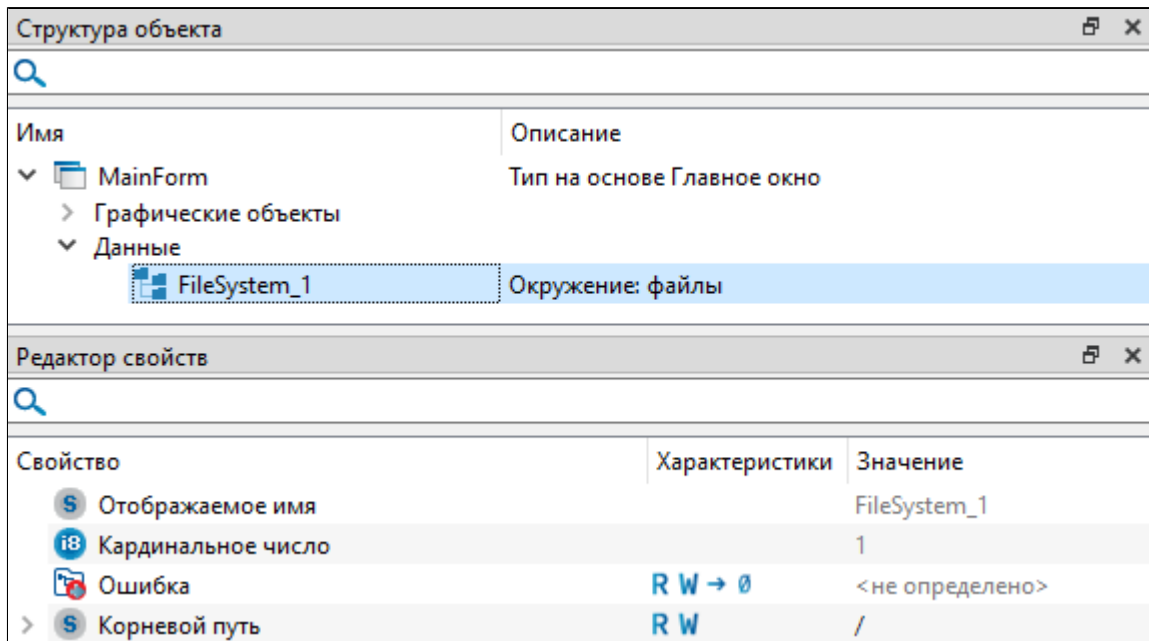 Структура объекта
Имя Описание
MainForm Тип на основе Главное окно
Графические объекты
Данные
FileSystem_1 Окружение: файлы
Редактор свойств
Свойство Характеристики Значение
S Отображаемое имя FileSystem_1
i8 Кардинальное число 1
Ошибка R W → ∅ <не определено>
S Корневой путь R W /